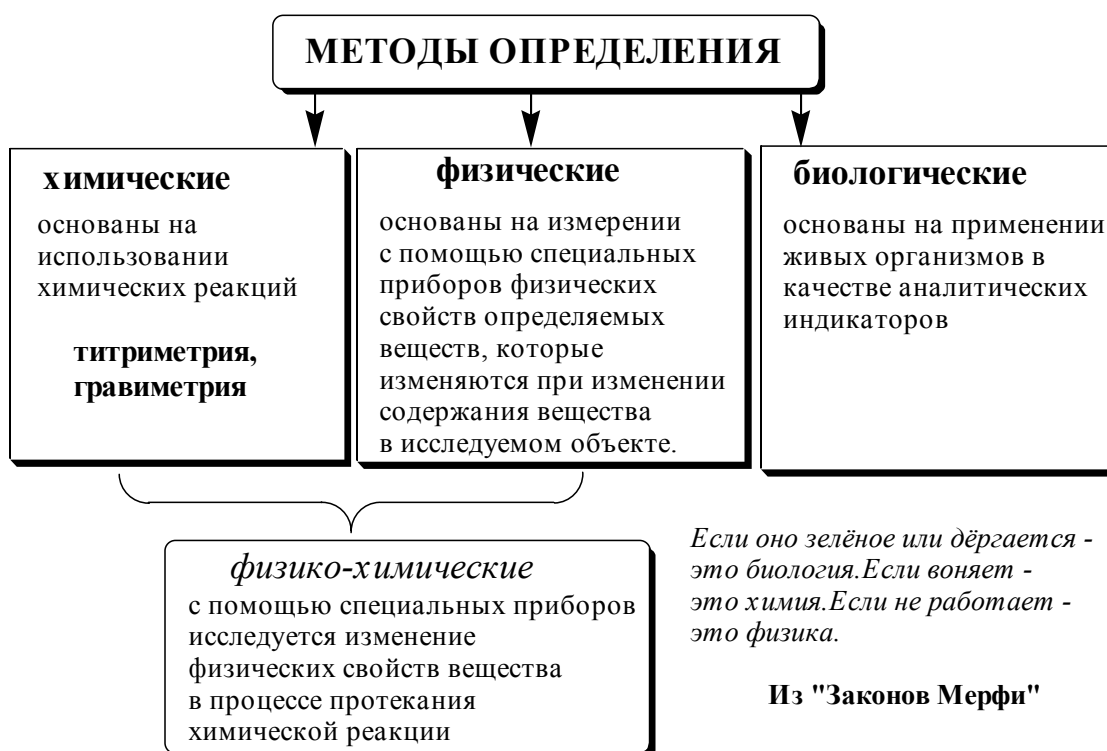 МЕТОДЫ ОПРЕДЕЛЕНИЯ
химические
основаны на
использовании
химических реакций
титриметрия,
гравиметрия
физические
основаны на измерении
с помощью специальных
приборов физических
свойств определяемых
веществ, которые
изменяются при изменении
содержания вещества
в исследуемом объекте.
биологические
основаны на применении
живых организмов в
качестве аналитических
индикаторов
физико-химические
с помощью специальных приборов
исследуется изменение
физических свойств вещества
в процессе протекания
химической реакции
Если оно зелёное или дёргается -
это биология.Если воняет -
это химия.Если не работает -
это физика.
Из "Законов Мерфи"